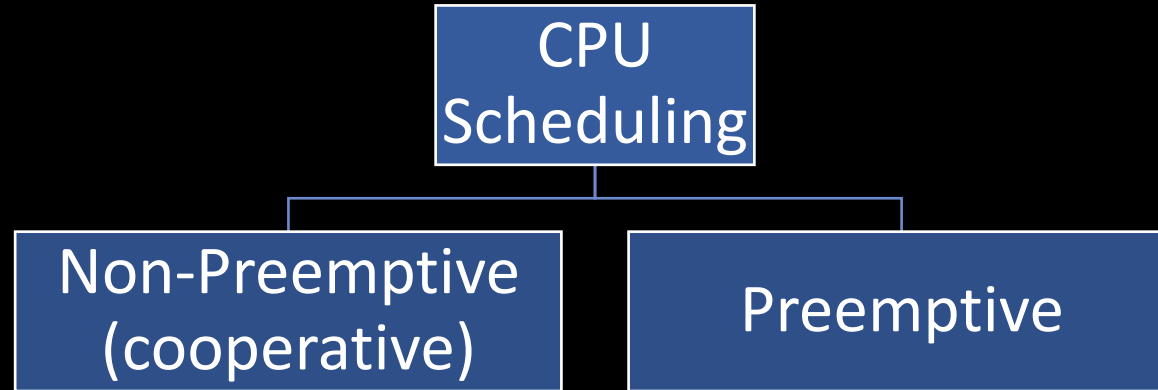 CPU
Scheduling
Non-Preemptive
(cooperative)
Preemptive